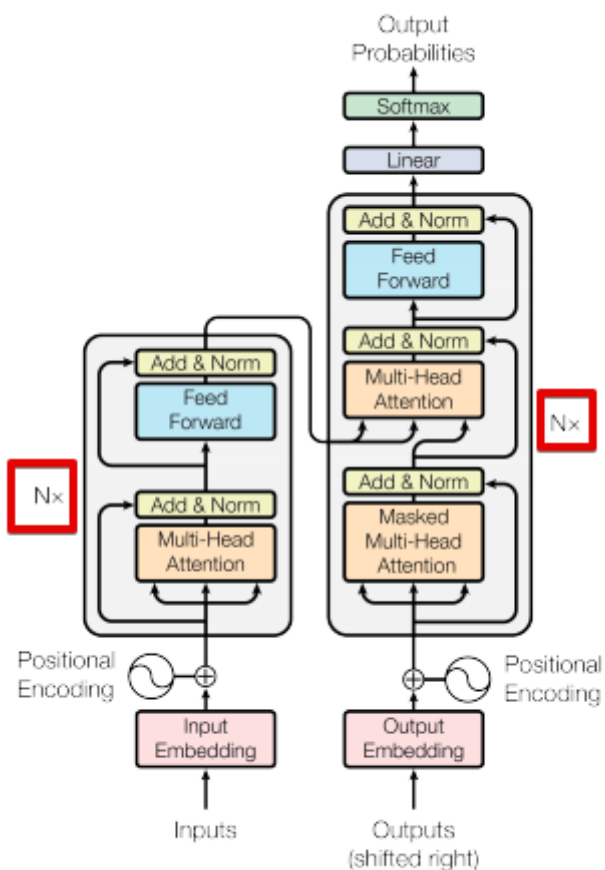 Output
Probabilities
Softmax
Linear
Add & Norm
Feed
Forward
Add & Norm
Multi-Head
Attention
Add & Norm
Masked
Multi-Head
Attention
N×
Add & Norm
Feed
Forward
Add & Norm
Multi-Head
Attention
N×
Positional
Encoding
Positional
Encoding
Input
Embedding
Output
Embedding
Inputs
Outputs
(shifted right)